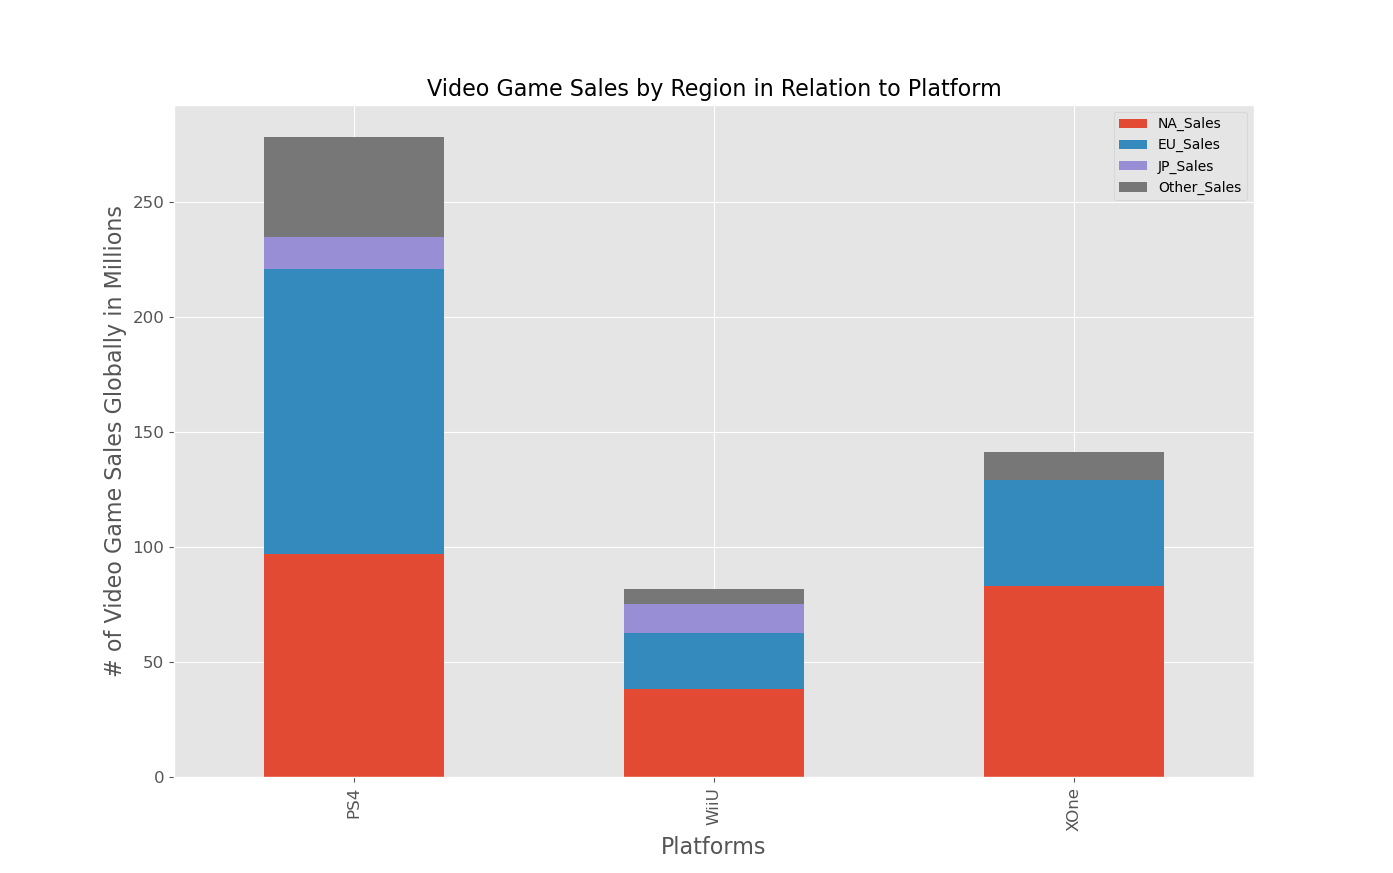 Video Game Sales by Region in Relation to Platform
NA_Sales
EU_Sales
JP_Sales
Other_Sales
# of Video Game Sales Globally in Millions
250
200
150
100
50
0
PS4
WiiU
XOne
Platforms